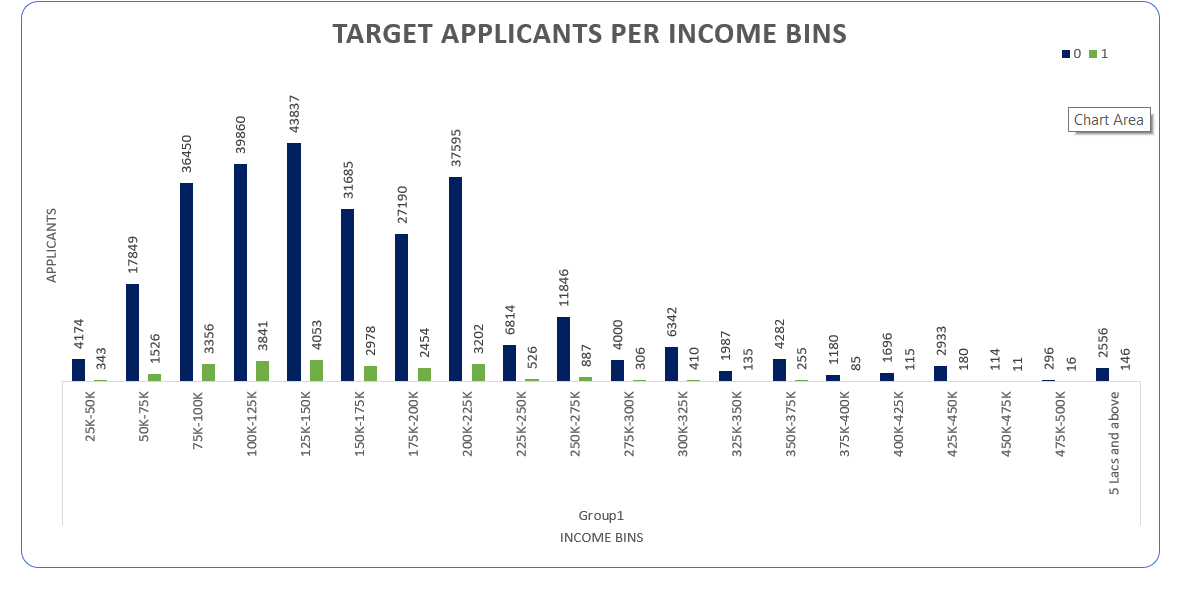 TARGET APPLICANTS PER INCOME BINS
0 1
Chart Area
APPLICANTS
4174 343
17849 1526
36450 3356
39860 3841
43837 4053
31685 2978
27190 2454
37595 3202
6814 526
11846 887
4000 306
6342 410
1987 135
4282 255
1180 85
1696 115
2933 180
114 11
296 16
2556 146
25K-50K
50K-75K
75K-100K
100K-125K
125K-150K
150K-175K
175K-200K
200K-225K
225K-250K
250K-275K
275K-300K
300K-325K
325K-350K
350K-375K
375K-400K
400K-425K
425K-450K
450K-475K
475K-500K
5 Lacs and above
Group1
INCOME BINS